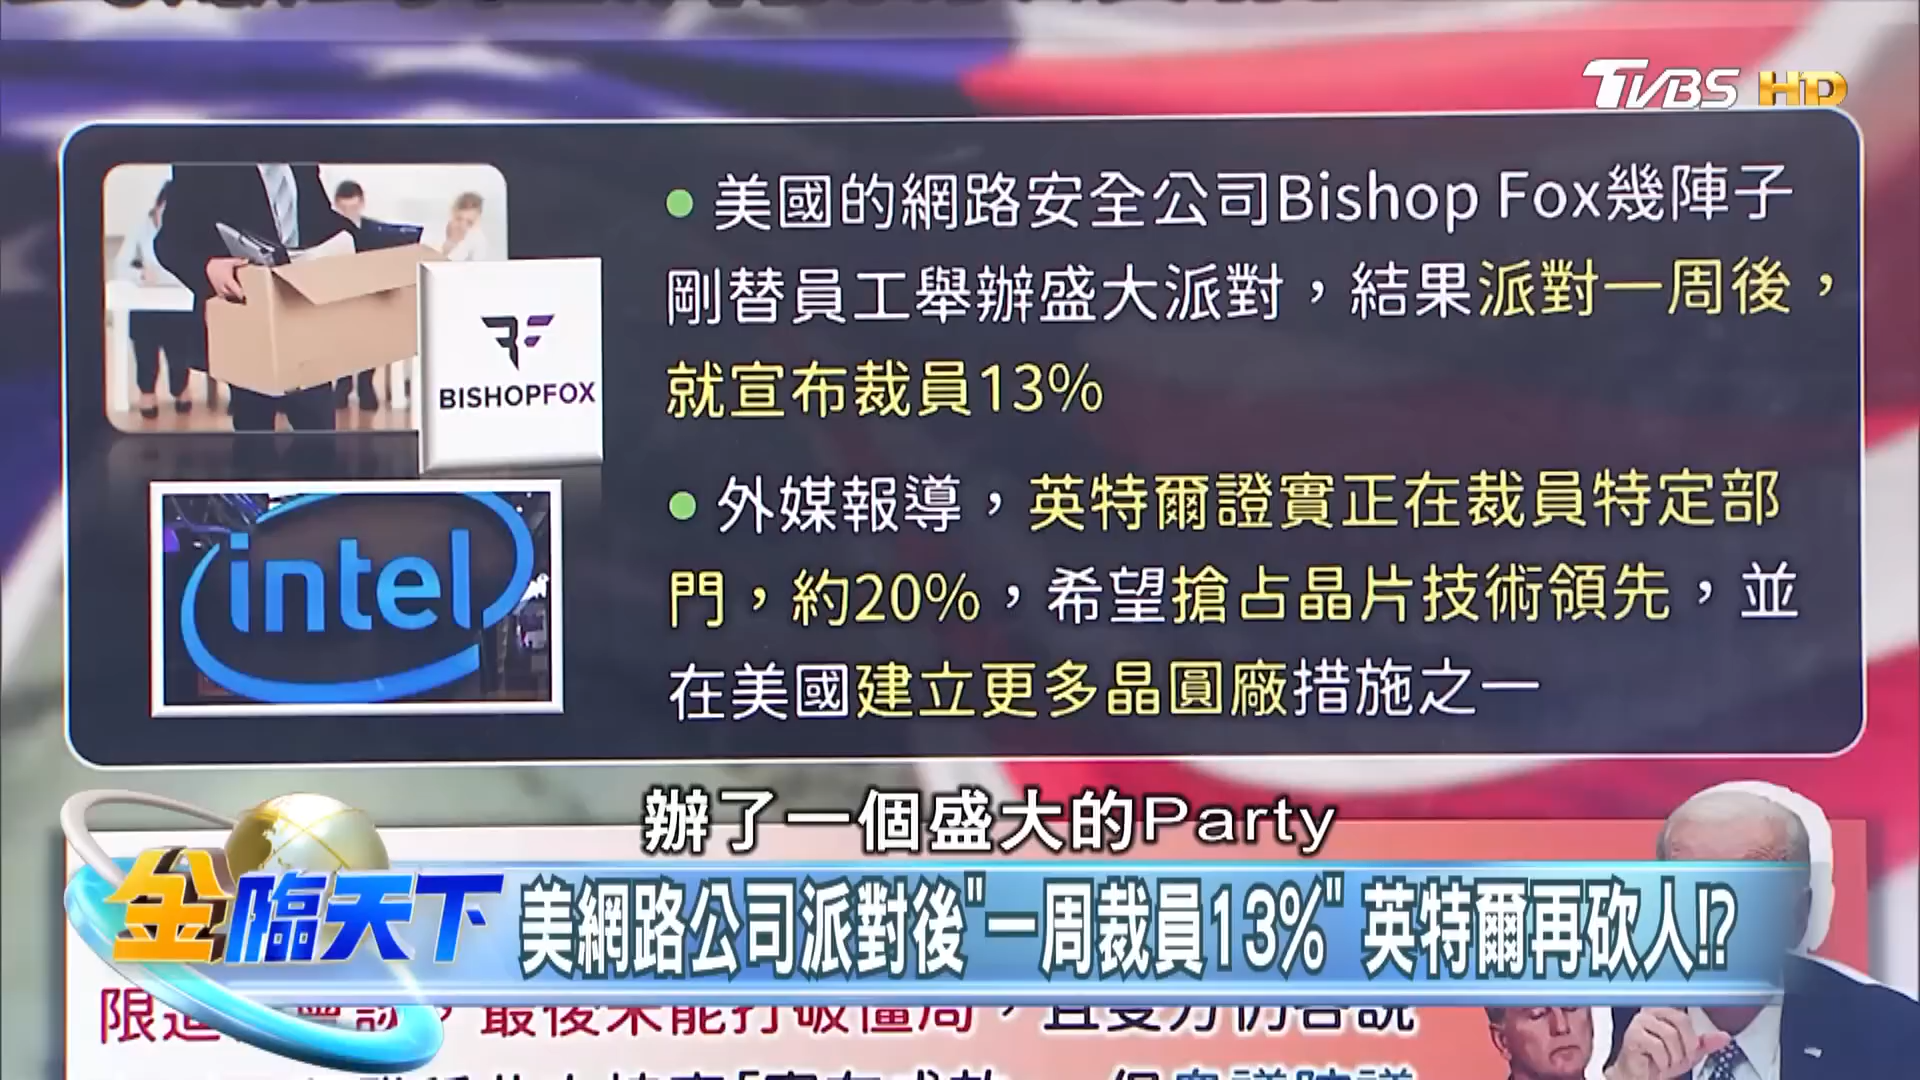 TVBS HD
美國的網路安全公司Bishop Fox幾陣子
剛替員工舉辦盛大派對，結果派對一周後，
就宣布裁員13%
BISHOPFOX
外媒報導，英特爾證實正在裁員特定部
門，約20%，希望搶占晶片技術領先，並
在美國建立更多晶圓廠措施之一
intel
辦了一個盛大的Party
金臨天下
美網路公司派對後"一周裁員13%" 英特爾再砍人!?
最後未能打破僵局，且雙方仍各說